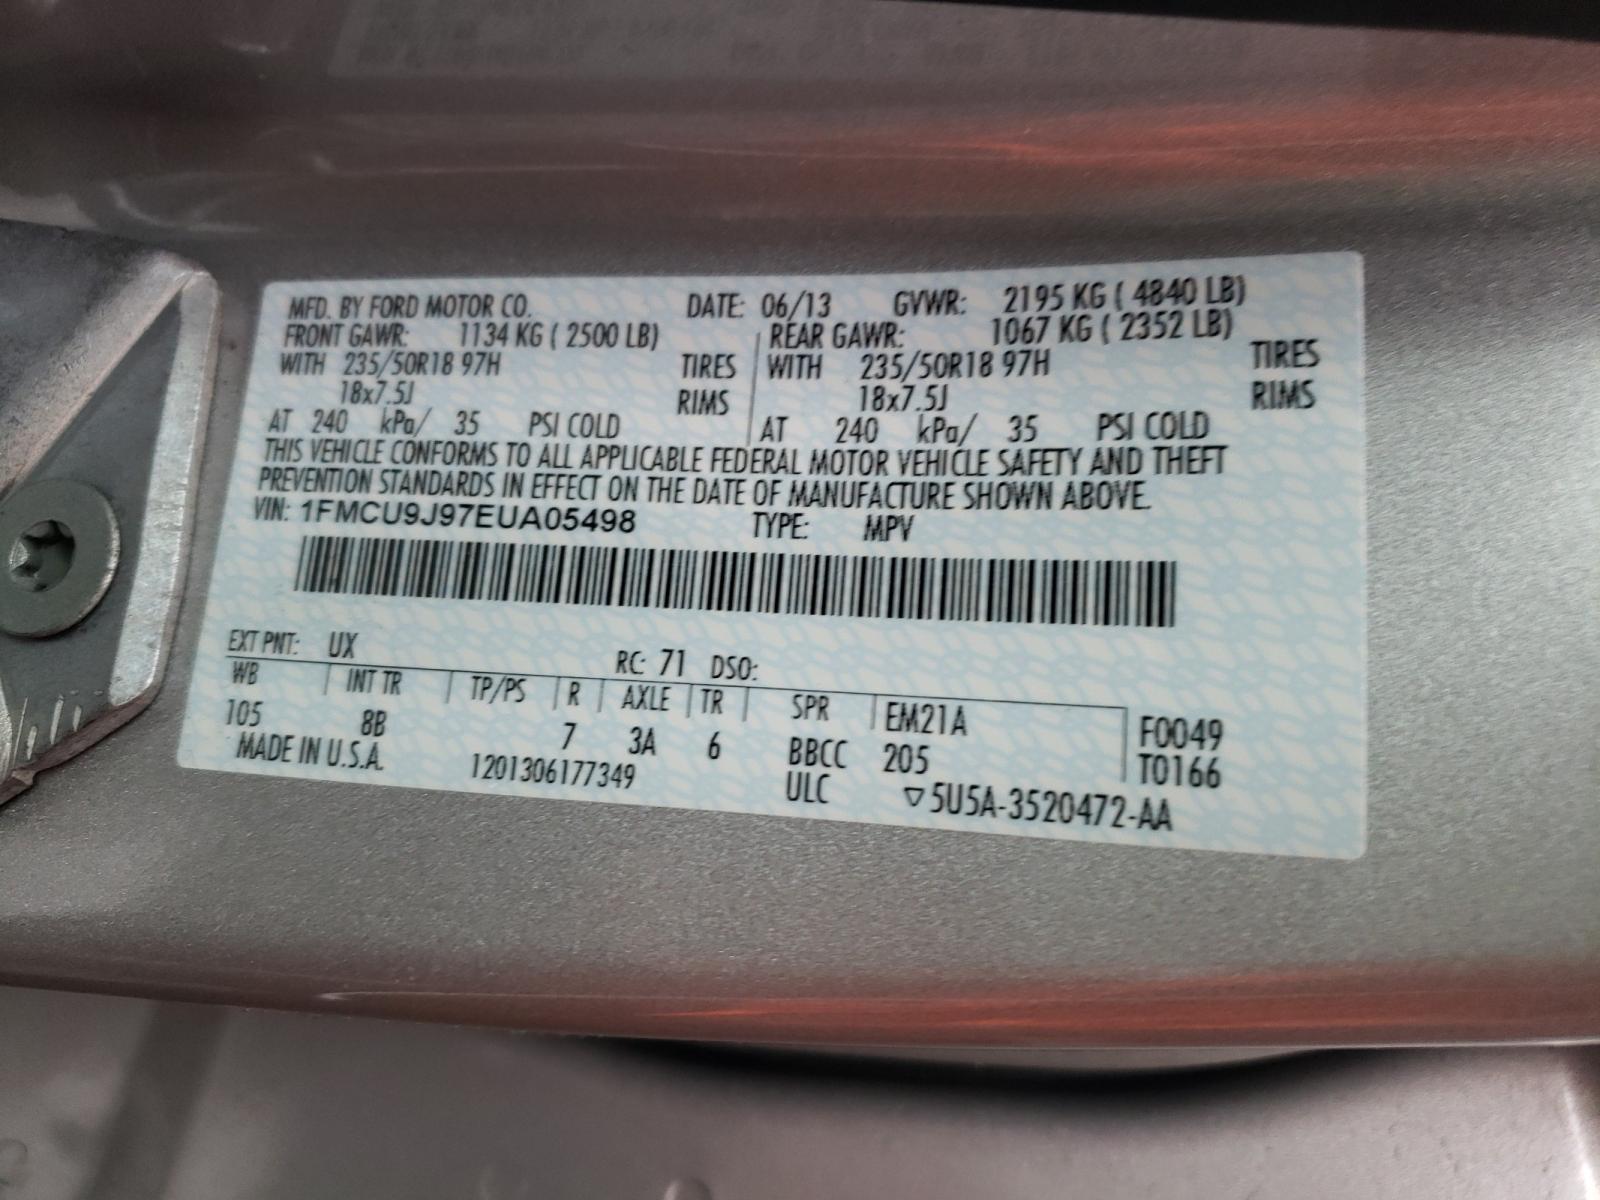 MFD. BY FORD MOTOR CO. DATE: 06/13 GVWR: 2195 KG ( 4840 LB)
FRONT GAWR: 1134 KG ( 2500 LB) REAR GAWR: 1067 KG ( 2352 LB)
WITH 235/50R18 97H TIRES WITH 235/50R18 97H TIRES
18x7.5J RIMS 18x7.5J RIMS
AT 240 kPa/ 35 PSI COLD AT 240 kPa/ 35 PSI COLD
THIS VEHICLE CONFORMS TO ALL APPLICABLE FEDERAL MOTOR VEHICLE SAFETY AND THEFT
PREVENTION STANDARDS IN EFFECT ON THE DATE OF MANUFACTURE SHOWN ABOVE.
VIN: 1FMCU9J97EUA05498 TYPE: MPV
EXT PNT: UX RC: 71 DSO:
WB INT TR TP/PS R AXLE TR SPR EM21A F0049
105 8B 7 3A 6 BBCC 205 T0166
MADE IN U.S.A. 1201306177349 ULC ▽5U5A-3520472-AA